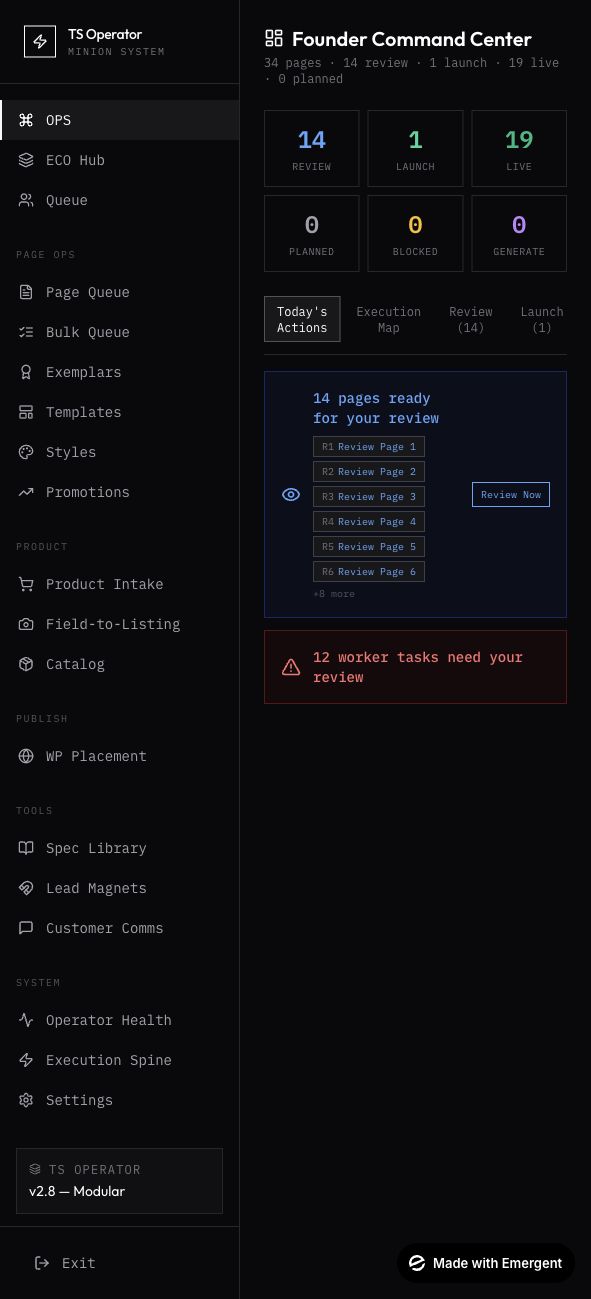 TS Operator
MINION SYSTEM
OPS
ECO Hub
Queue
PAGE OPS
Page Queue
Bulk Queue
Exemplars
Templates
Styles
Promotions
PRODUCT
Product Intake
Field-to-Listing
Catalog
PUBLISH
WP Placement
TOOLS
Spec Library
Lead Magnets
Customer Comms
SYSTEM
Operator Health
Execution Spine
Settings
TS OPERATOR
v2.8 — Modular
Exit
Founder Command Center
34 pages · 14 review · 1 launch · 19 live
· 0 planned
14
REVIEW
1
LAUNCH
19
LIVE
0
PLANNED
0
BLOCKED
0
GENERATE
Today's
Actions
Execution
Map
Review
(14)
Launch
(1)
14 pages ready
for your review
R1 Review Page 1
R2 Review Page 2
R3 Review Page 3
R4 Review Page 4
R5 Review Page 5
R6 Review Page 6
+8 more
Review Now
12 worker tasks need your
review
Made with Emergent